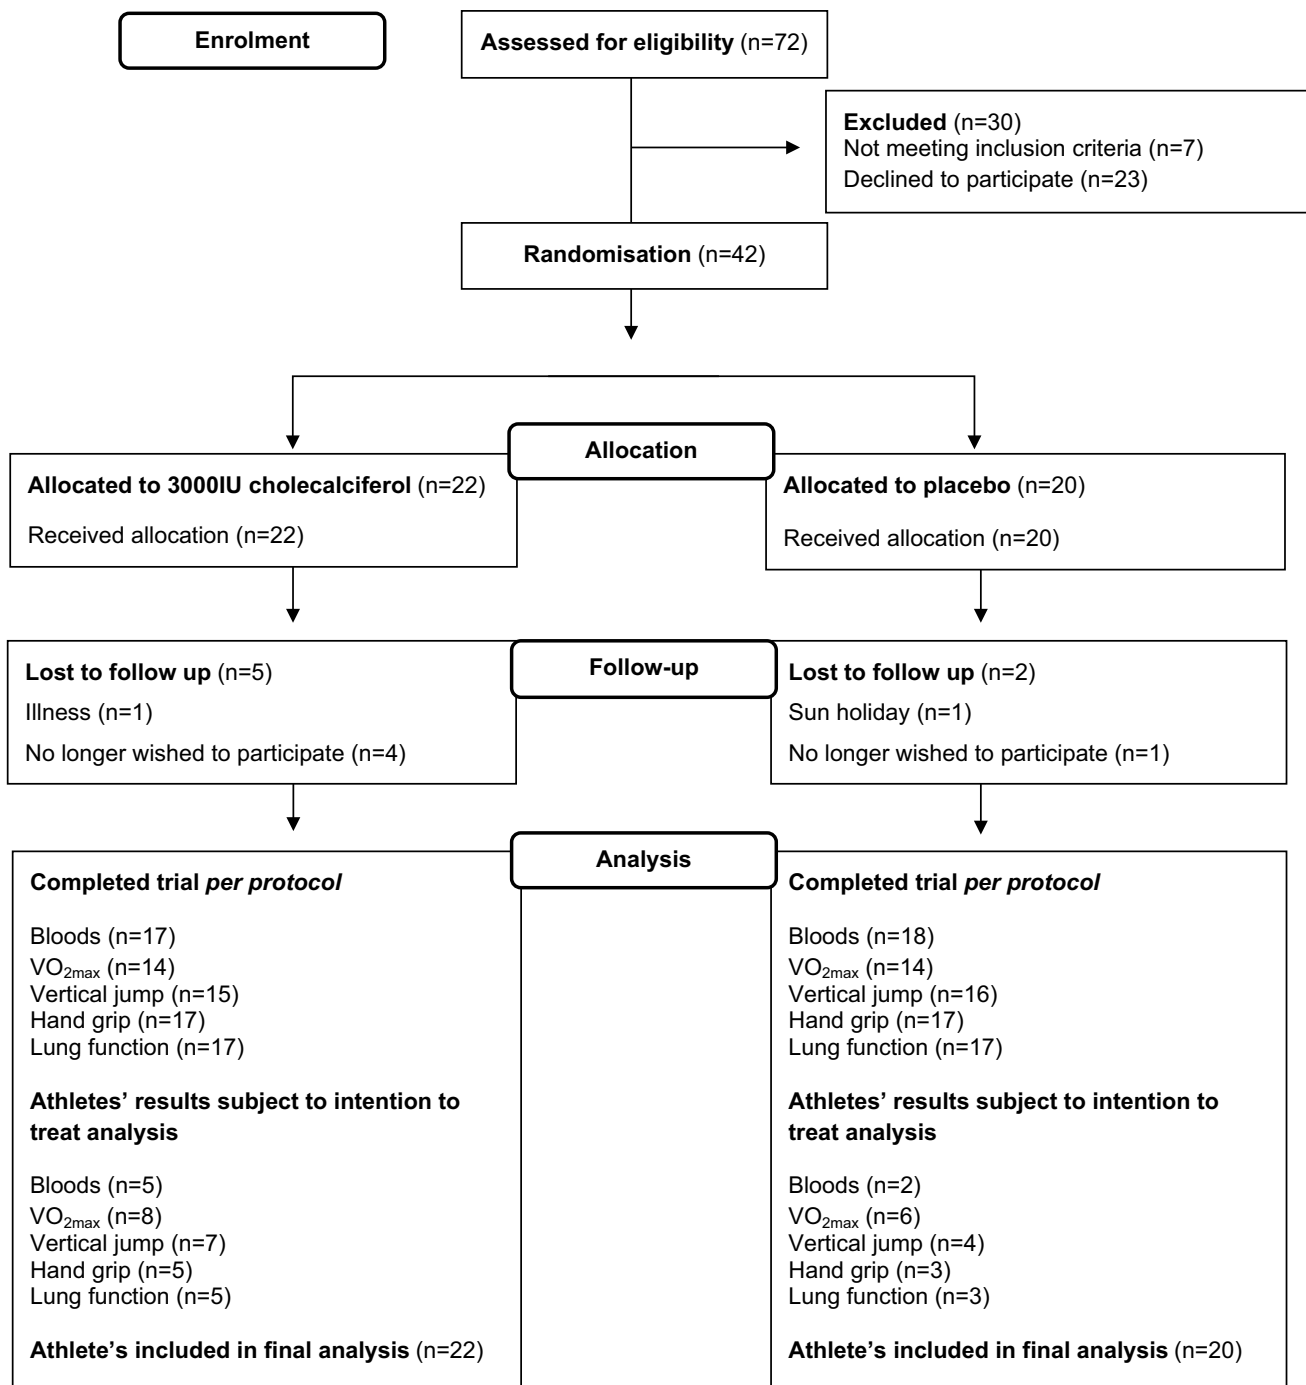 Enrolment
Assessed for eligibility (n=72)
Excluded (n=30)
Not meeting inclusion criteria (n=7)
Declined to participate (n=23)
Randomisation (n=42)
Allocation
Allocated to 3000IU cholecalciferol (n=22)
Received allocation (n=22)
Allocated to placebo (n=20)
Received allocation (n=20)
Follow-up
Lost to follow up (n=5)
Illness (n=1)
No longer wished to participate (n=4)
Lost to follow up (n=2)
Sun holiday (n=1)
No longer wished to participate (n=1)
Analysis
Completed trial per protocol
Bloods (n=17)
VO2max (n=14)
Vertical jump (n=15)
Hand grip (n=17)
Lung function (n=17)
Athletes’ results subject to intention to
treat analysis
Bloods (n=5)
VO2max (n=8)
Vertical jump (n=7)
Hand grip (n=5)
Lung function (n=5)
Athlete’s included in final analysis (n=22)
Completed trial per protocol
Bloods (n=18)
VO2max (n=14)
Vertical jump (n=16)
Hand grip (n=17)
Lung function (n=17)
Athletes’ results subject to intention to
treat analysis
Bloods (n=2)
VO2max (n=6)
Vertical jump (n=4)
Hand grip (n=3)
Lung function (n=3)
Athlete’s included in final analysis (n=20)